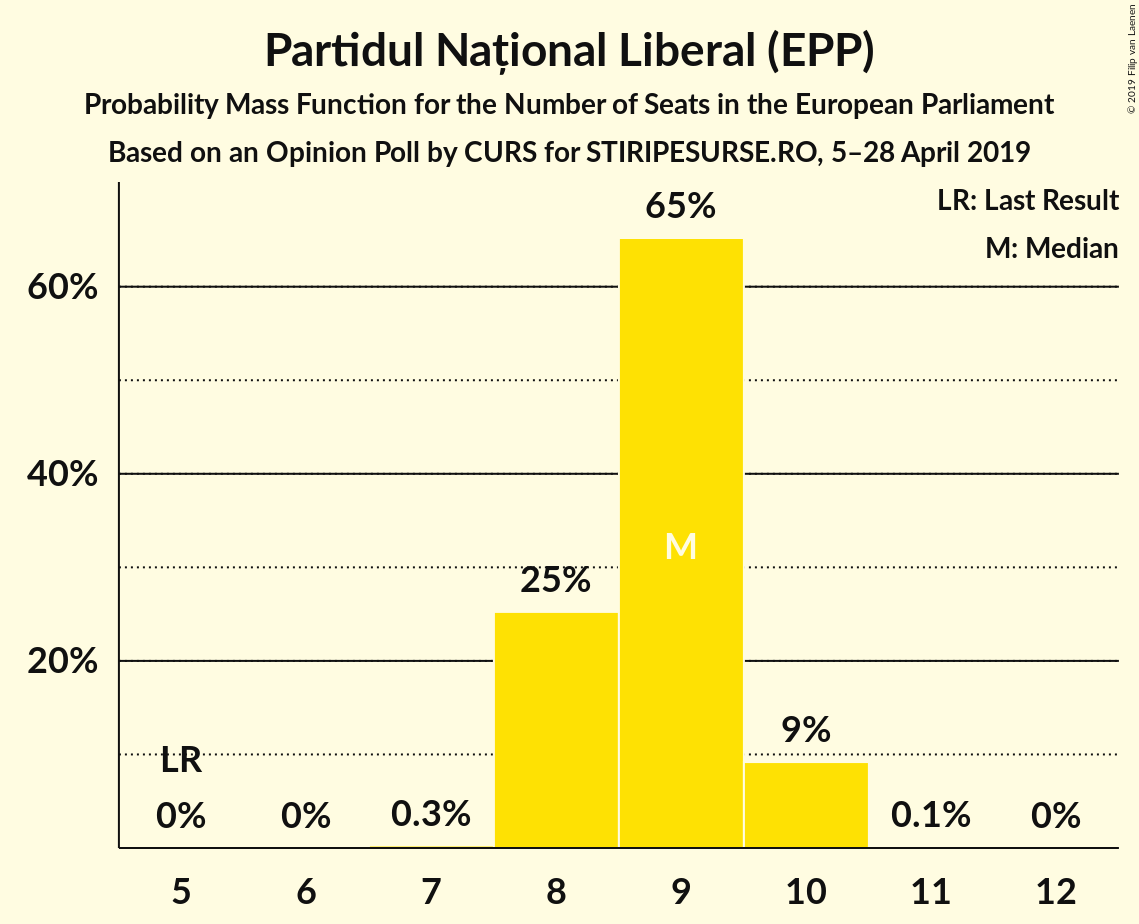 Partidul Național Liberal (EPP)
Probability Mass Function for the Number of Seats in the European Parliament
Based on an Opinion Poll by CURS for STIRIPESURSE.RO, 5–28 April 2019
© 2019 Filip van Laenen
LR: Last Result
M: Median
65%
60%
40%
M
25%
20%
9%
LR
0%
0%
0.3%
0.1%
0%
5 6 7 8 9 10 11 12